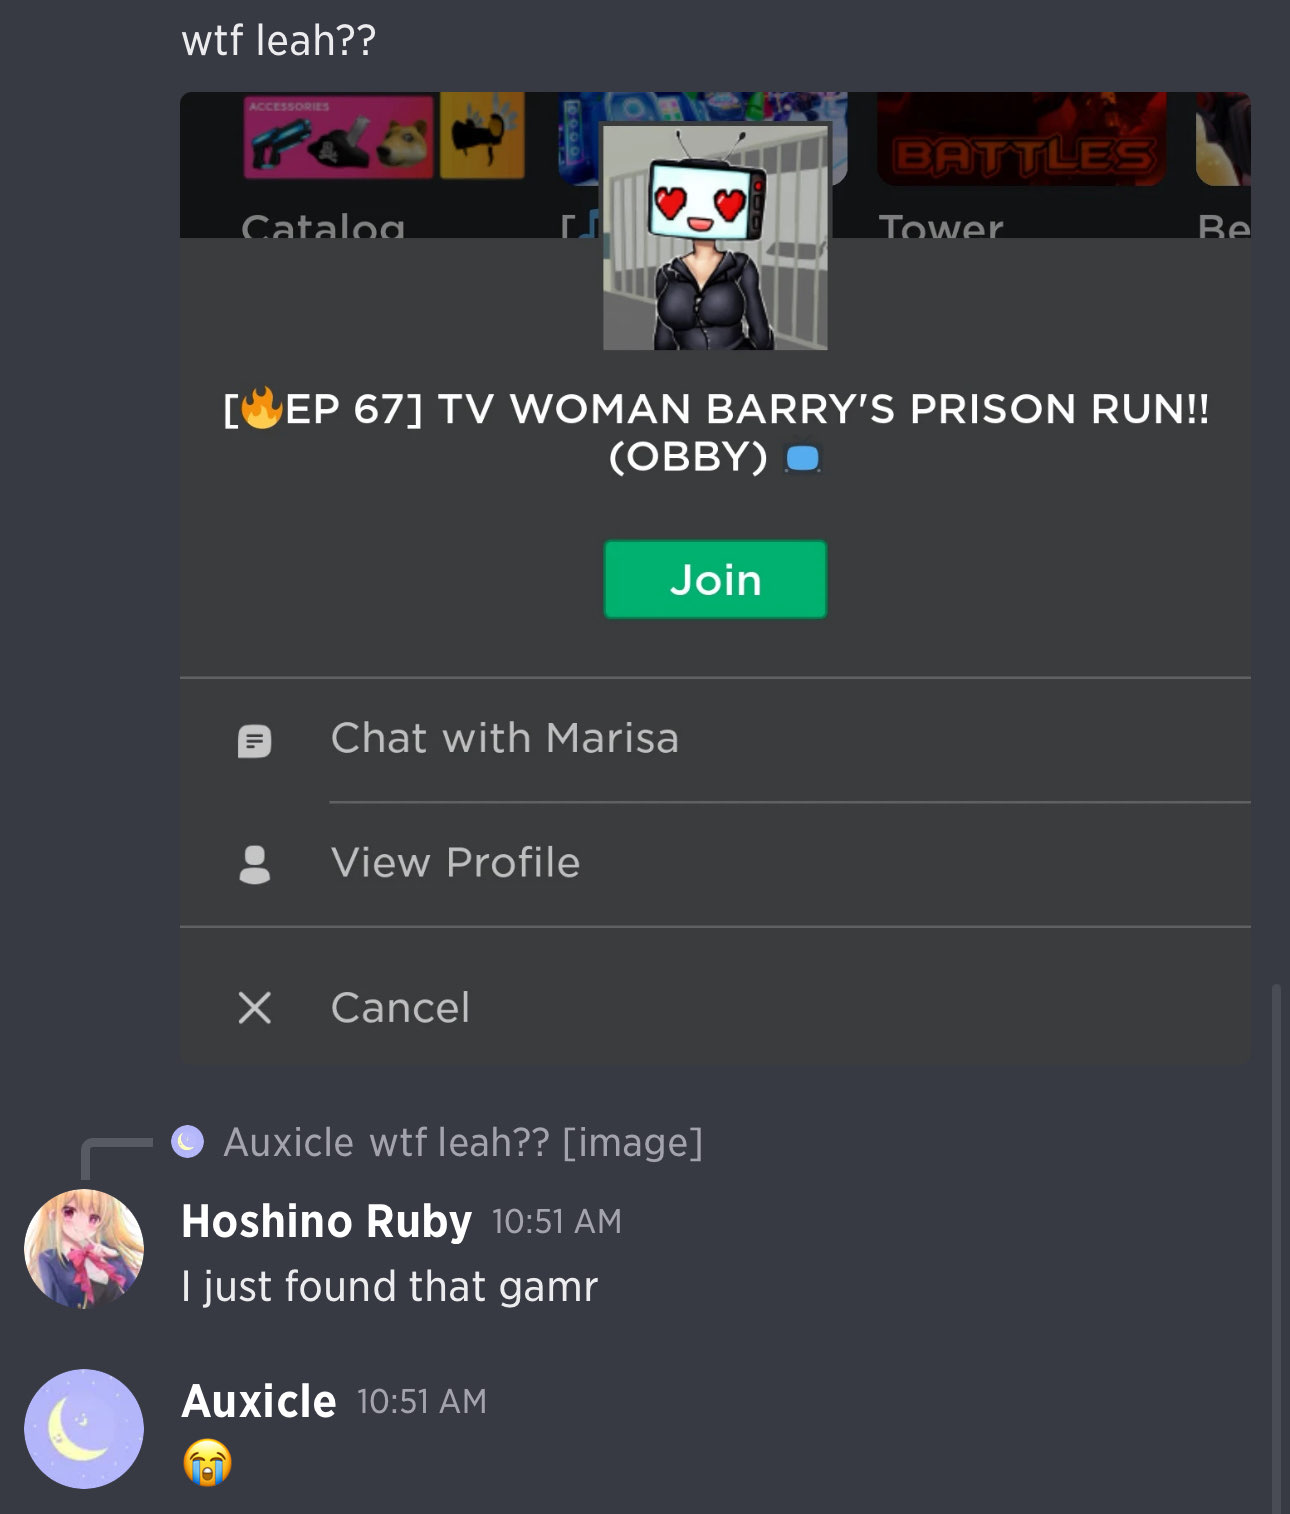 wtf leah??
ACCESSORIES
BATTLES
Catalog
[
Tower
Be
[🔥EP 67] TV WOMAN BARRY'S PRISON RUN!!
(OBBY) 📺
Join
Chat with Marisa
View Profile
Cancel
Auxicle wtf leah?? [image]
Hoshino Ruby 10:51 AM
I just found that gamr
Auxicle 10:51 AM
😭